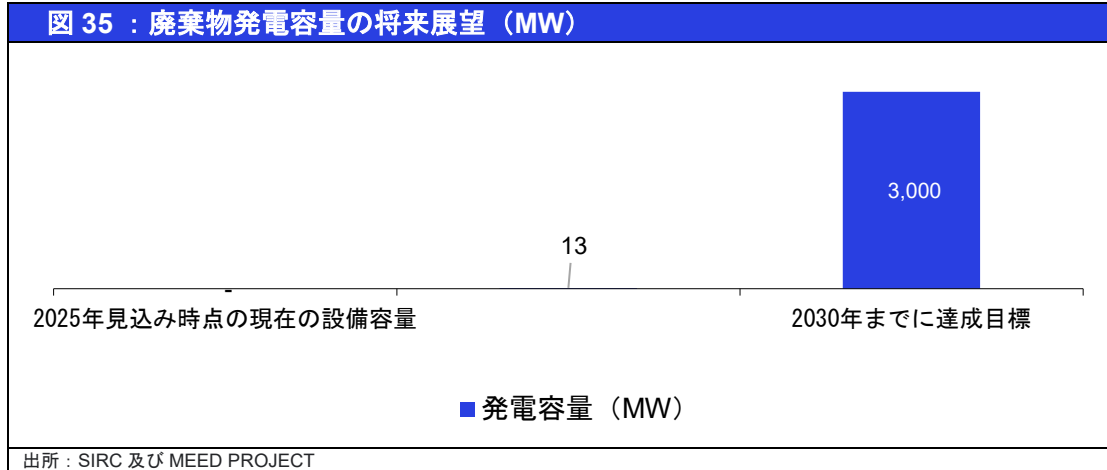 図 35 ：廃棄物発電容量の将来展望（MW）
3,000
13
-
2025年見込み時点の現在の設備容量
2030年までに達成目標
発電容量（MW）
出所：SIRC 及び MEED PROJECT